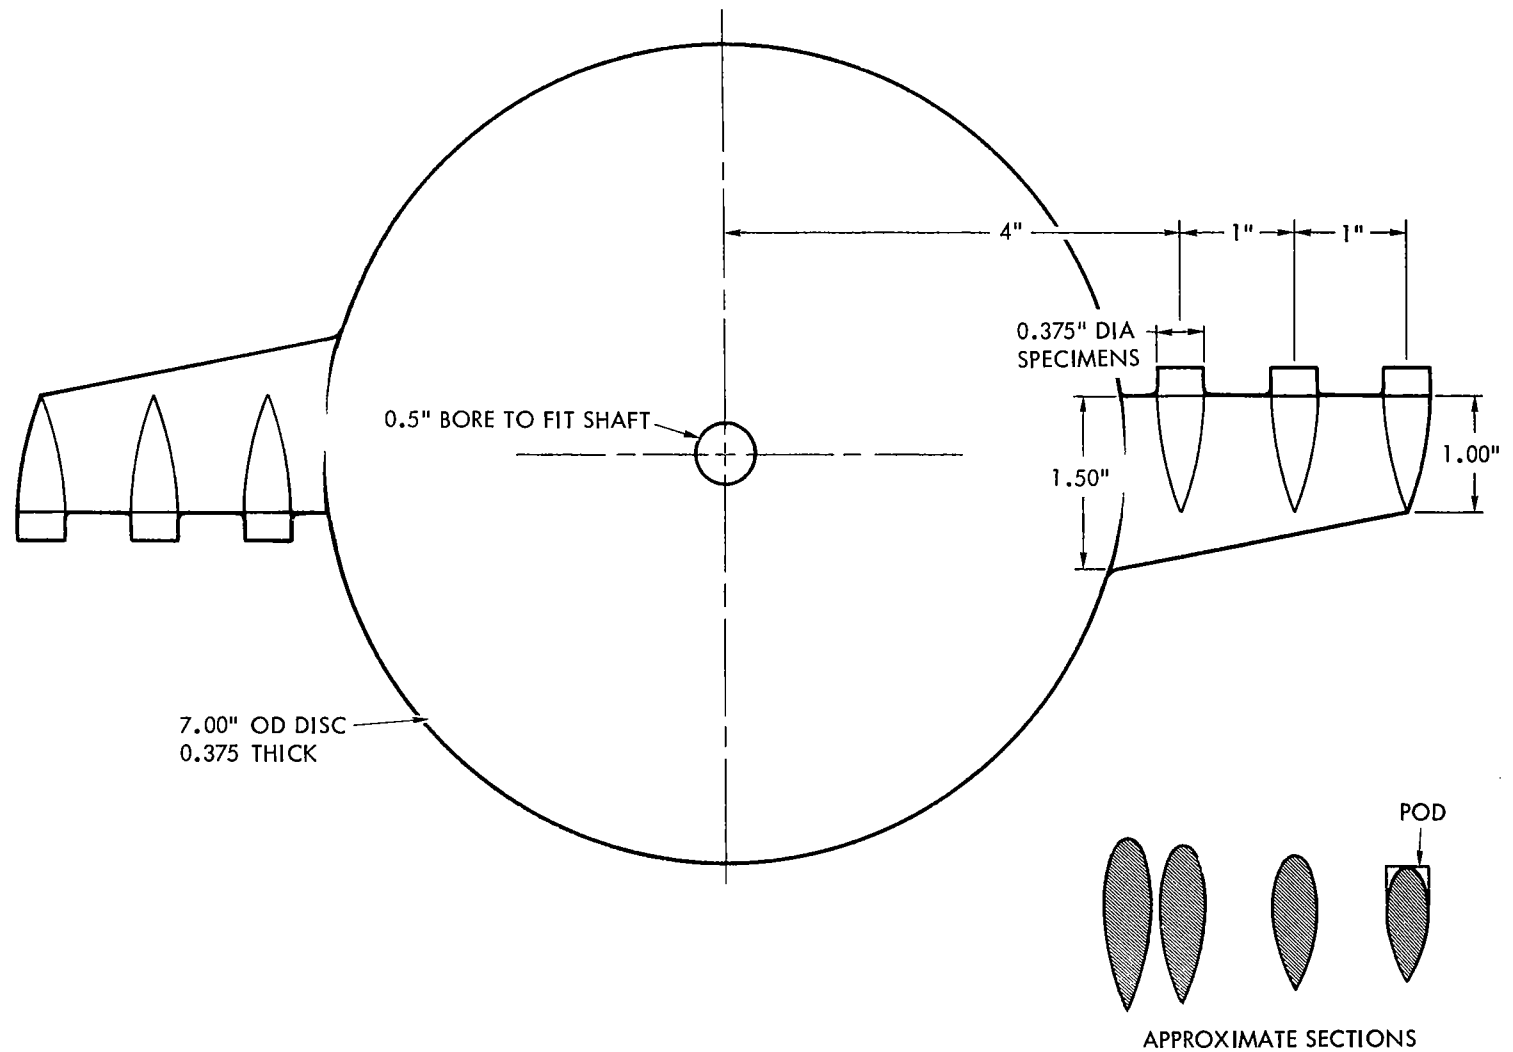 4"
1"
1"
0.375" DIA
SPECIMENS
0.5" BORE TO FIT SHAFT
1.50"
1.00"
7.00" OD DISC
0.375 THICK
POD
APPROXIMATE SECTIONS